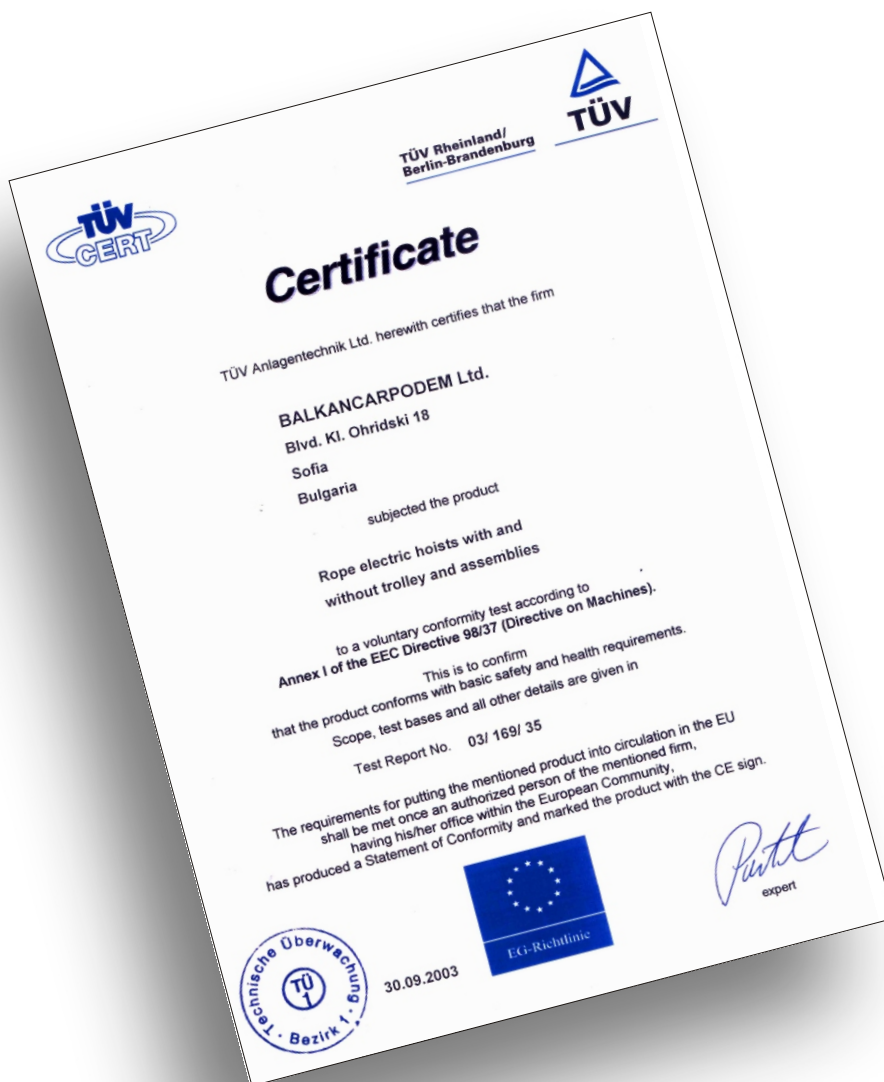 TÜV
TÜV Rheinland/
Berlin-Brandenburg
TÜV
CERT
Certificate
TÜV Anlagentechnik Ltd. herewith certifies that the firm
BALKANCARPODEM Ltd.
Blvd. Kl. Ohridski 18
Sofia
Bulgaria
subjected the product
Rope electric hoists with and
without trolley and assemblies
to a voluntary conformity test according to
Annex I of the EEC Directive 98/37 (Directive on Machines).
This is to confirm
that the product conforms with basic safety and health requirements.
Scope, test bases and all other details are given in
Test Report No. 03/ 169/ 35
The requirements for putting the mentioned product into circulation in the EU
shall be met once an authorized person of the mentioned firm,
having his/her office within the European Community,
has produced a Statement of Conformity and marked the product with the CE sign.
expert
EG-Richtlinie
30.09.2003
Technische Überwachung
TÜ
1
Bezirk 1